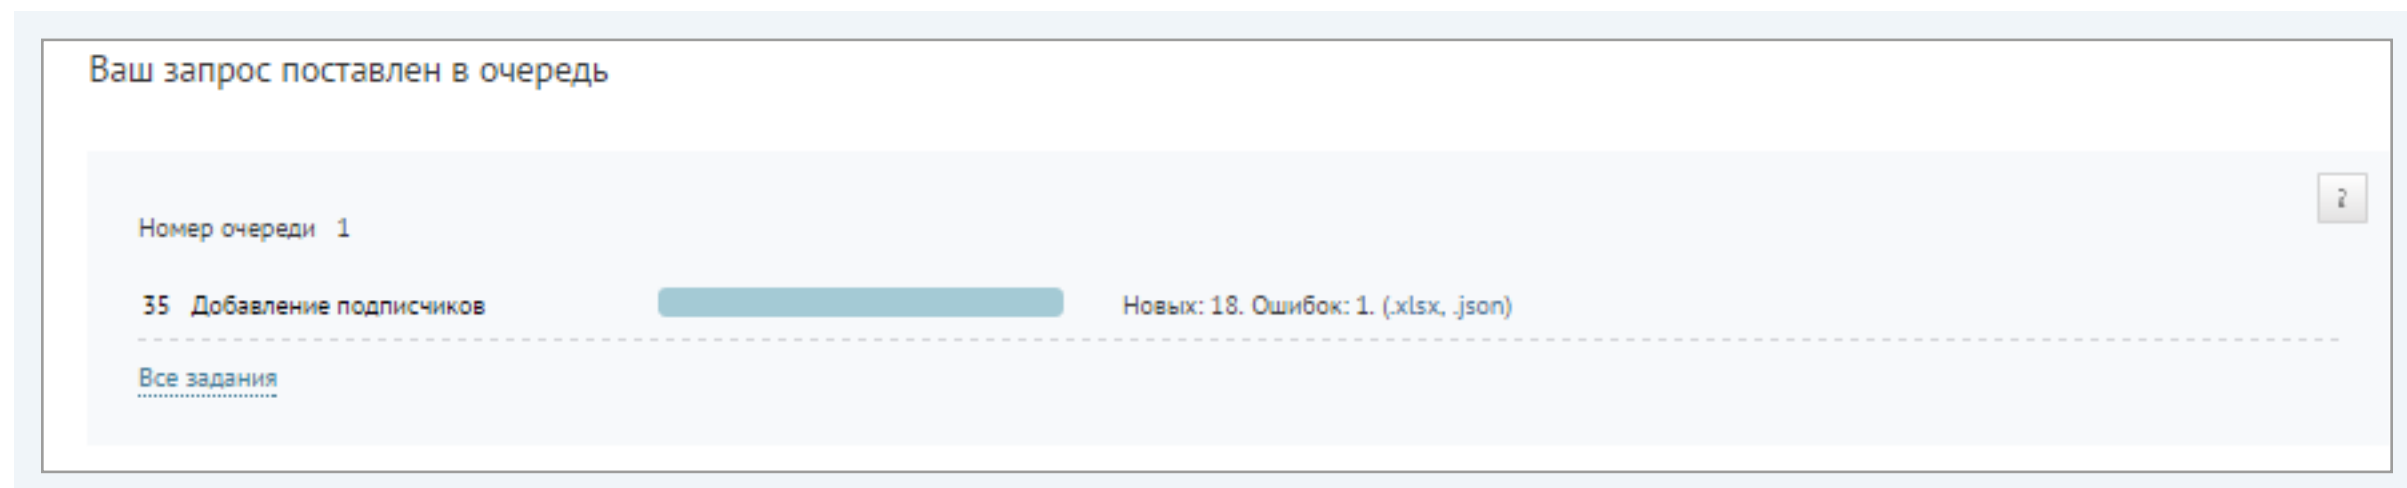 Ваш запрос поставлен в очередь
?
Номер очереди 1
35 Добавление подписчиков Новых: 18. Ошибок: 1. (.xlsx, .json)
Все задания